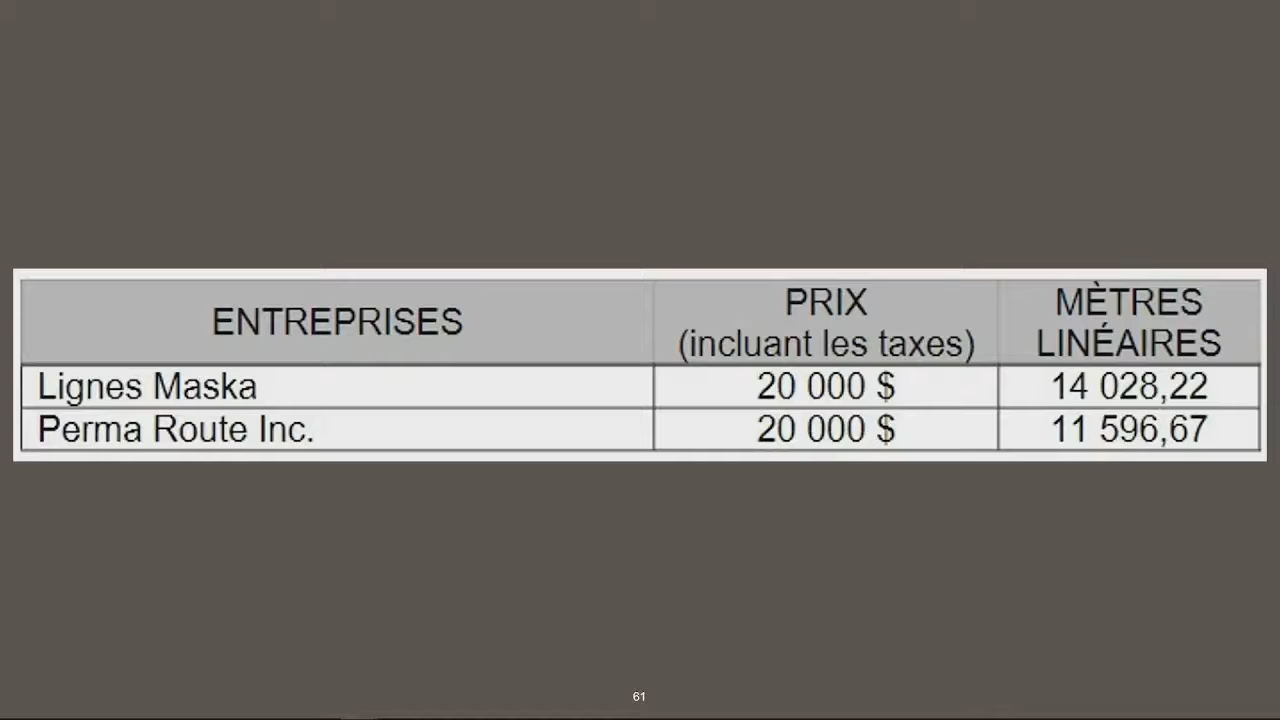 ENTREPRISES
PRIX
(incluant les taxes)
MÈTRES
LINÉAIRES
Lignes Maska 20 000 $ 14 028,22
Perma Route Inc. 20 000 $ 11 596,67
61